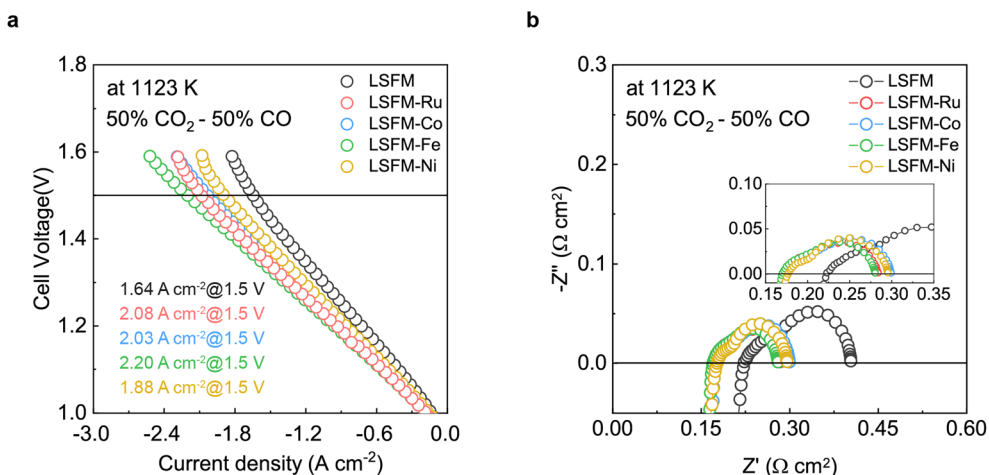 a
1.8
1.6
1.4
1.2
1.0
Cell Voltage(V)
at 1123 K
50% CO₂ - 50% CO
LSFM
LSFM-Ru
LSFM-Co
LSFM-Fe
LSFM-Ni
1.64 A cm⁻²@1.5 V
2.08 A cm⁻²@1.5 V
2.03 A cm⁻²@1.5 V
2.20 A cm⁻²@1.5 V
1.88 A cm⁻²@1.5 V
-3.0 -2.4 -1.8 -1.2 -0.6 0.0
Current density (A cm⁻²)
b
0.3
0.2
0.1
0.0
-Z'' (Ω cm²)
at 1123 K
50% CO₂ - 50% CO
LSFM
LSFM-Ru
LSFM-Co
LSFM-Fe
LSFM-Ni
0.10
0.05
0.00
0.15 0.20 0.25 0.30 0.35
0.00 0.15 0.30 0.45 0.60
Z' (Ω cm²)